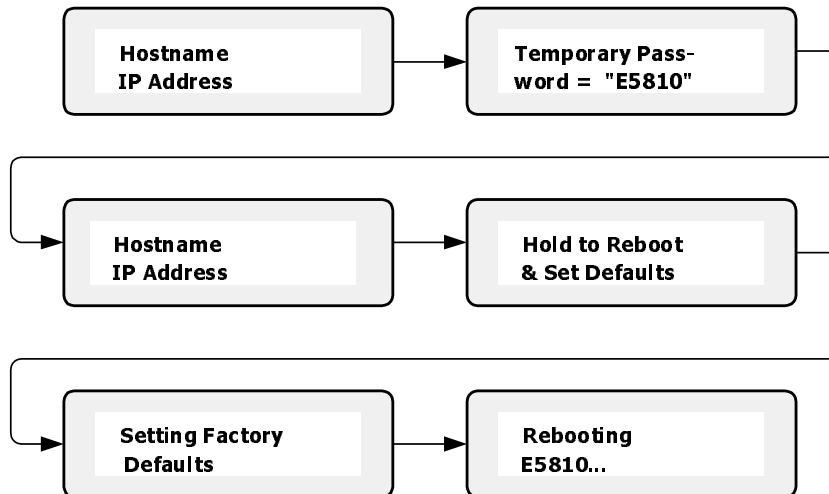 Hostname
IP Address
Temporary Pass-
word = "E5810"
Hostname
IP Address
Hold to Reboot
& Set Defaults
Setting Factory
Defaults
Rebooting
E5810...